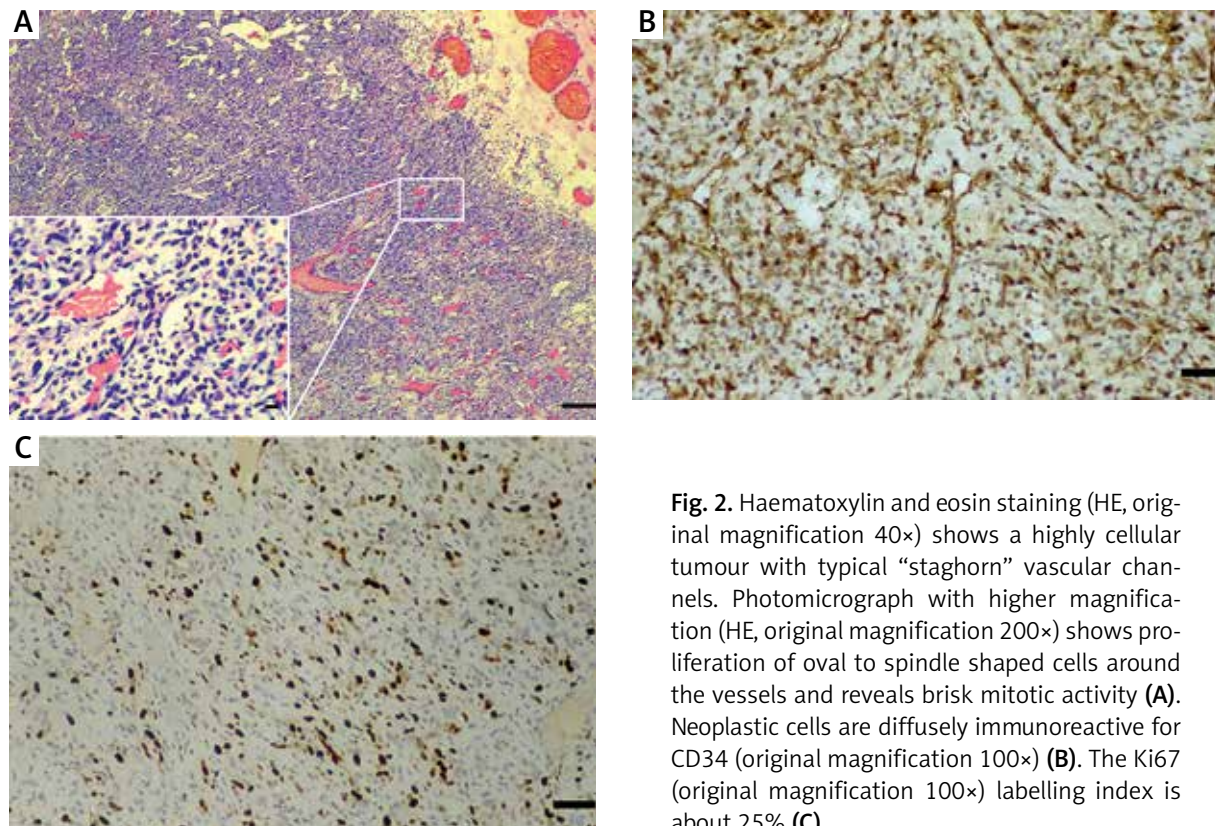 A
B
C
Fig. 2. Haematoxylin and eosin staining (HE, orig-
inal magnification 40×) shows a highly cellular
tumour with typical “staghorn” vascular chan-
nels. Photomicrograph with higher magnifica-
tion (HE, original magnification 200×) shows pro-
liferation of oval to spindle shaped cells around
the vessels and reveals brisk mitotic activity (A).
Neoplastic cells are diffusely immunoreactive for
CD34 (original magnification 100×) (B). The Ki67
(original magnification 100×) labelling index is
about 25% (C)